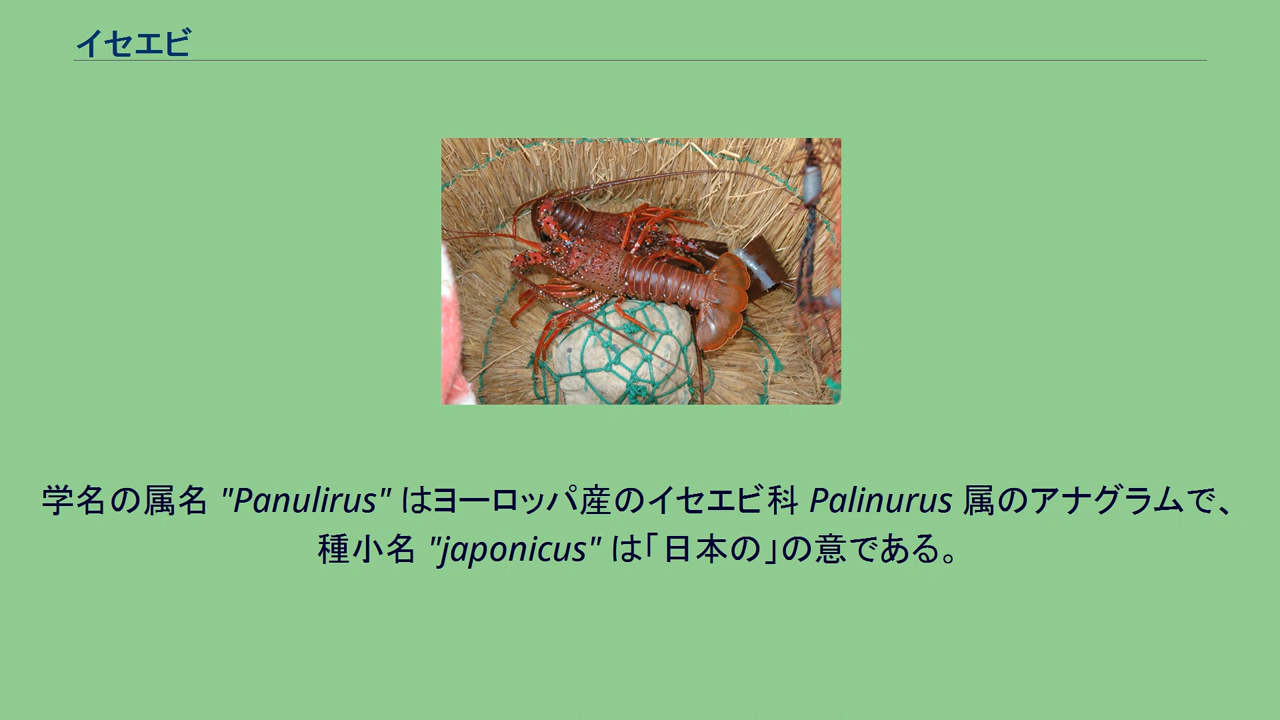 イセエビ
学名の属名 "Panulirus" はヨーロッパ産のイセエビ科 Palinurus 属のアナグラムで、
種小名 "japonicus" は「日本の」の意である。